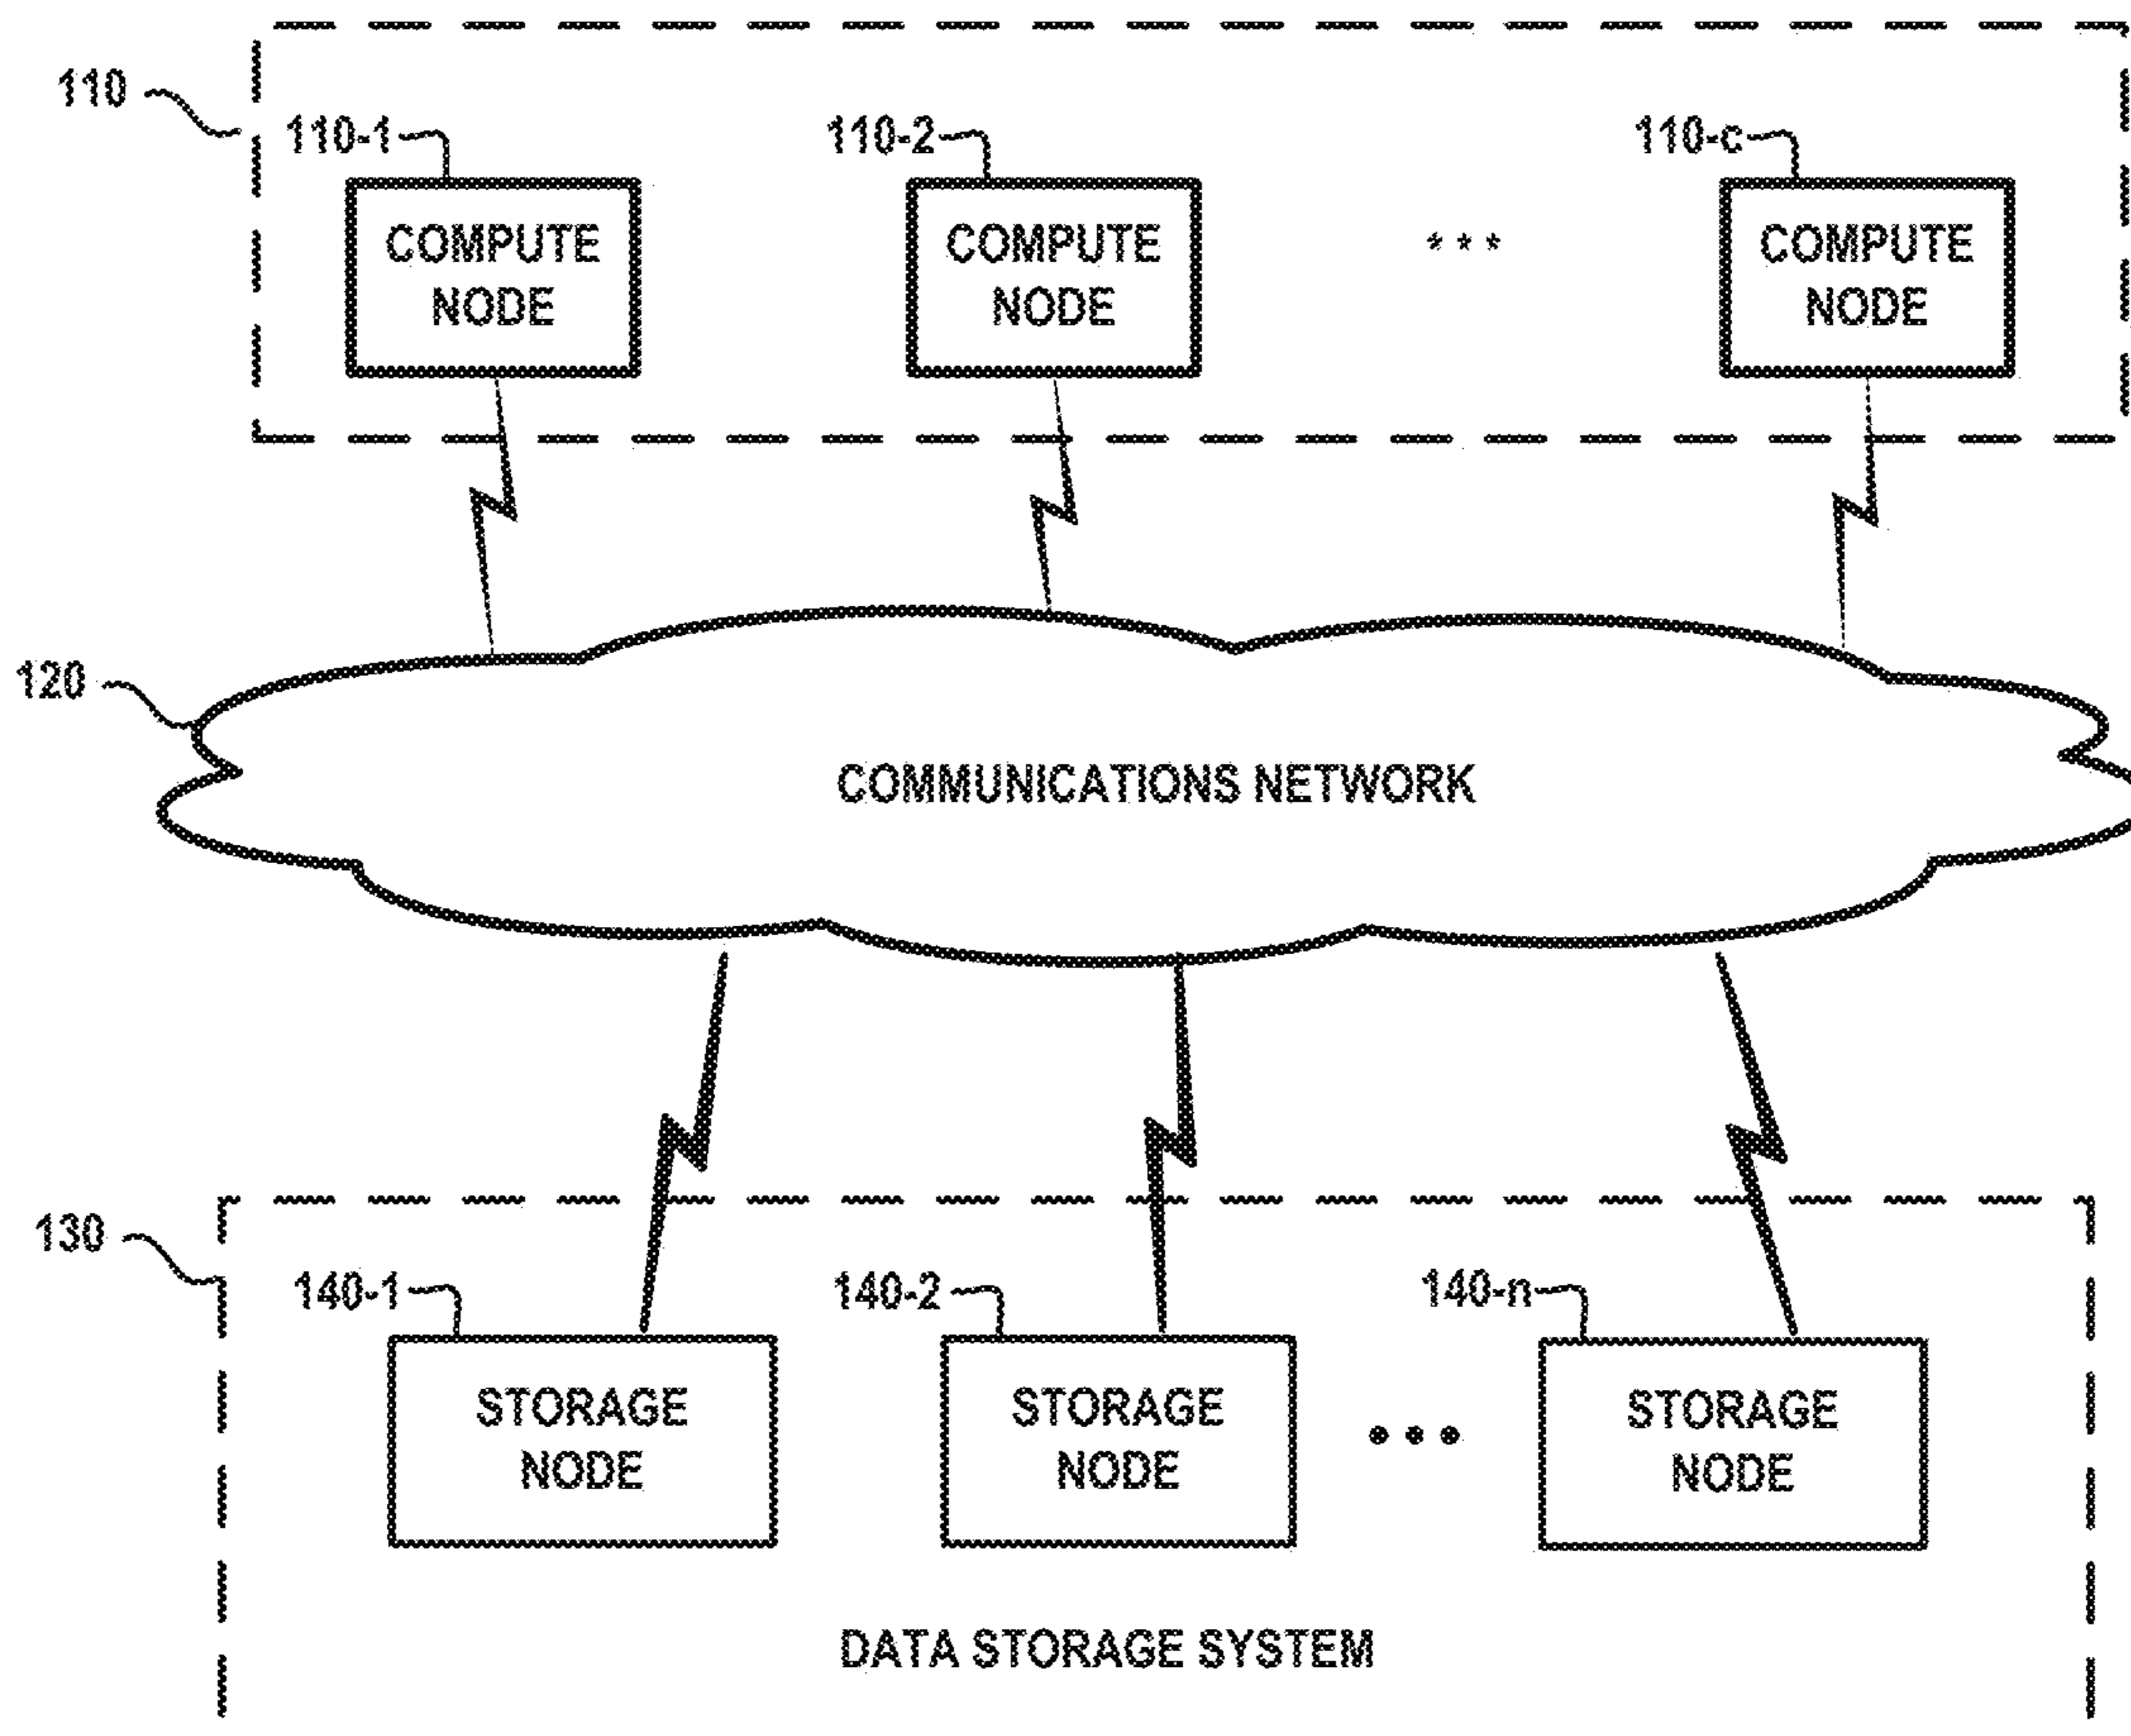 110
110-1
110-2
110-c
COMPUTE
NODE
COMPUTE
NODE
***
COMPUTE
NODE
120
COMMUNICATIONS NETWORK
130
140-1
140-2
140-n
STORAGE
NODE
STORAGE
NODE
•••
STORAGE
NODE
DATA STORAGE SYSTEM